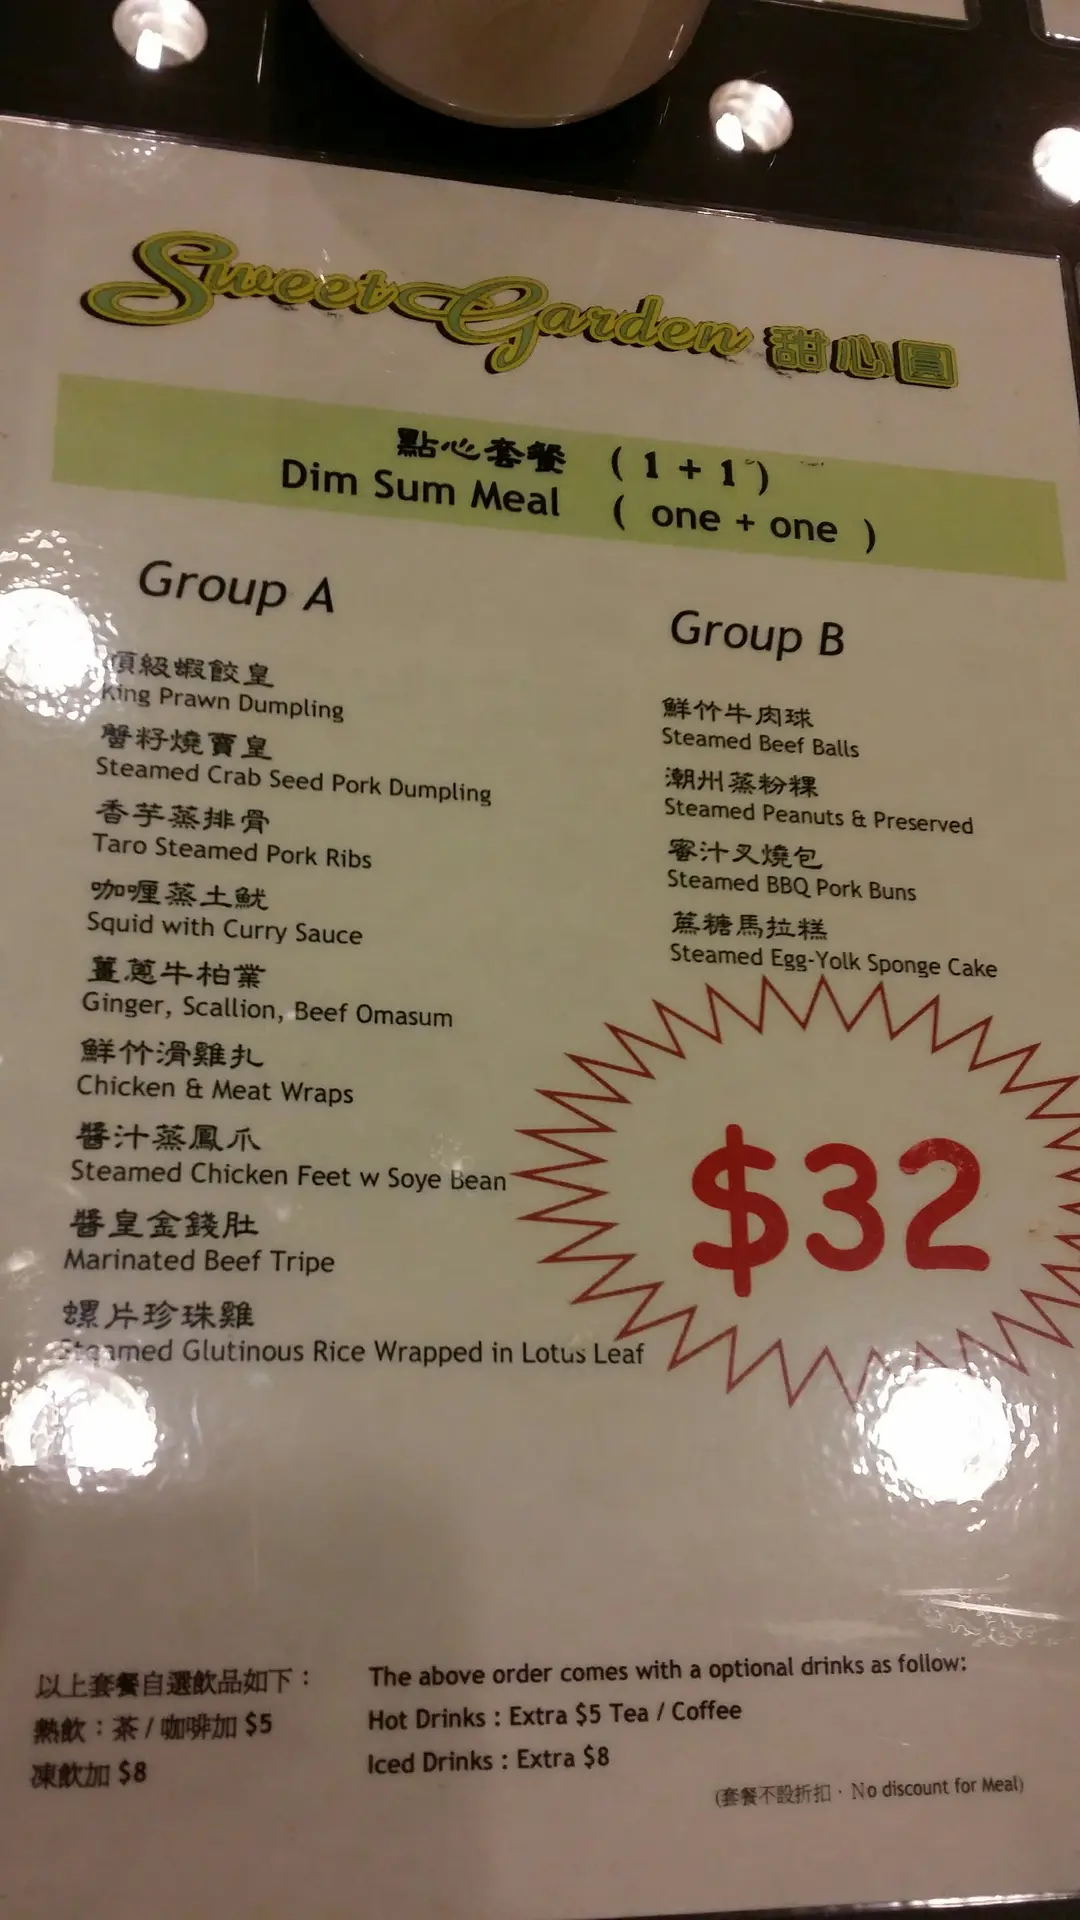 Sweet Garden 甜心圓
點心套餐 ( 1 + 1 )
Dim Sum Meal ( one + one )
Group A
頂級蝦餃皇
King Prawn Dumpling
蟹籽燒賣皇
Steamed Crab Seed Pork Dumpling
香芋蒸排骨
Taro Steamed Pork Ribs
咖喱蒸土魷
Squid with Curry Sauce
薑蔥牛柏葉
Ginger, Scallion, Beef Omasum
鮮竹滑雞扎
Chicken & Meat Wraps
醬汁蒸鳳爪
Steamed Chicken Feet w Soye Bean
醬皇金錢肚
Marinated Beef Tripe
螺片珍珠雞
Steamed Glutinous Rice Wrapped in Lotus Leaf
Group B
鮮竹牛肉球
Steamed Beef Balls
潮州蒸粉粿
Steamed Peanuts & Preserved
蜜汁叉燒包
Steamed BBQ Pork Buns
蔗糖馬拉糕
Steamed Egg-Yolk Sponge Cake
$32
以上套餐自選飲品如下：
熱飲：茶 / 咖啡加 $5
凍飲加 $8
The above order comes with a optional drinks as follow:
Hot Drinks : Extra $5 Tea / Coffee
Iced Drinks : Extra $8
(套餐不設折扣 · No discount for Meal)